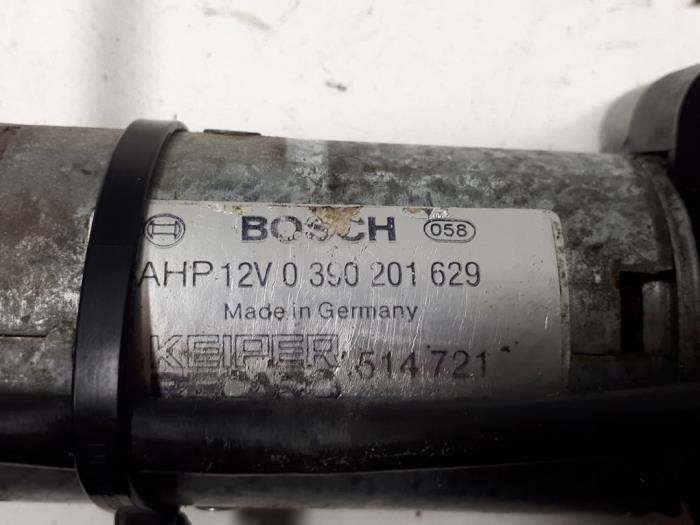 BOSCH 058
AHP 12V 0 390 201 629
Made in Germany
KEIPER 514 721